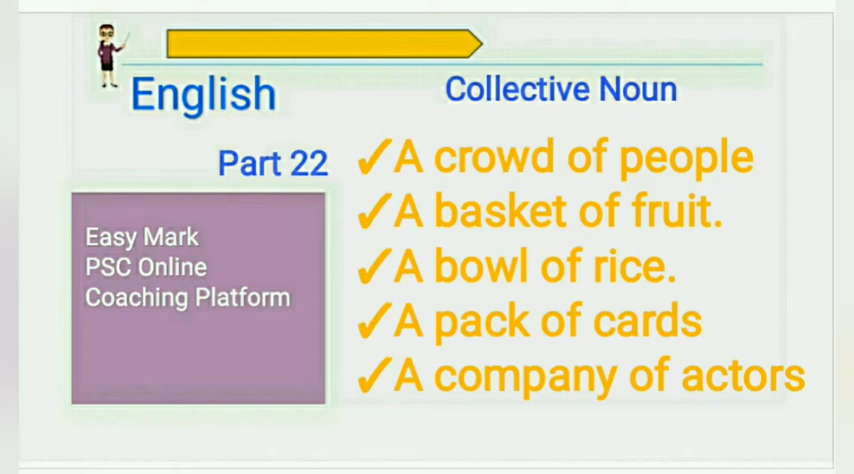 English
Collective Noun
Part 22
✓A crowd of people
✓A basket of fruit.
✓A bowl of rice.
✓A pack of cards
✓A company of actors
Easy Mark
PSC Online
Coaching Platform